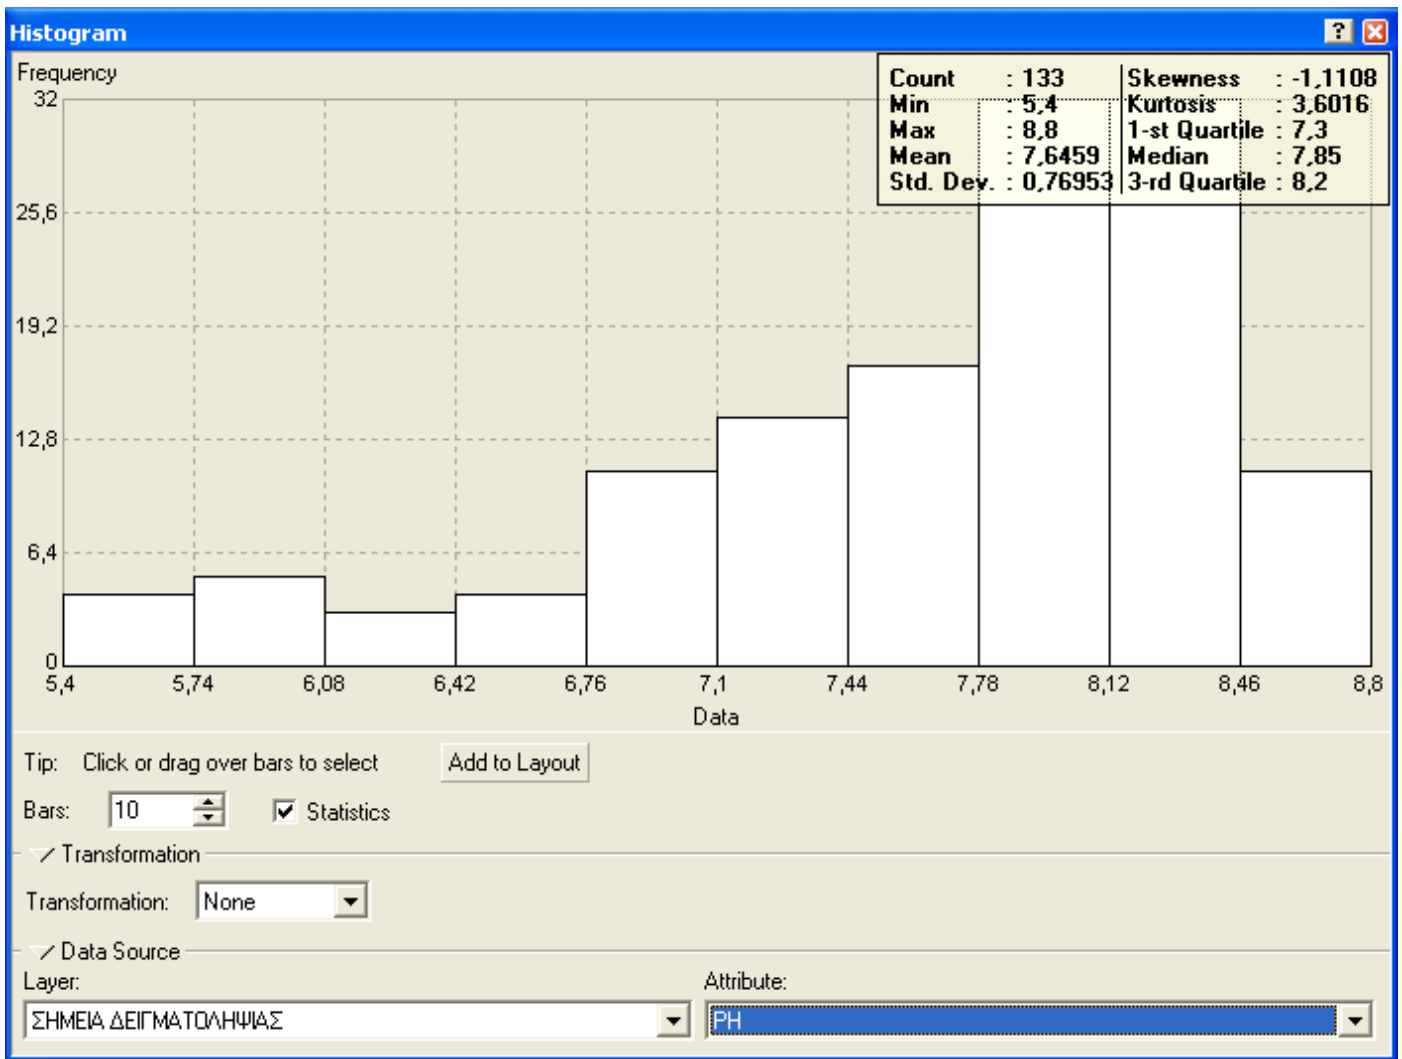 Histogram
Frequency
Count : 133 Skewness : -1,1108
Min : 5,4 Kurtosis : 3,6016
Max : 8,8 1-st Quartile : 7,3
Mean : 7,6459 Median : 7,85
Std. Dev. : 0,76953 3-rd Quartile : 8,2
32
25,6
19,2
12,8
6,4
0
5,4 5,74 6,08 6,42 6,76 7,1 7,44 7,78 8,12 8,46 8,8
Data
Tip: Click or drag over bars to select Add to Layout
Bars: 10 Statistics
Transformation
Transformation: None
Data Source
Layer: Attribute:
ΣΗΜΕΙΑ ΔΕΙΓΜΑΤΟΛΗΨΙΑΣ PH